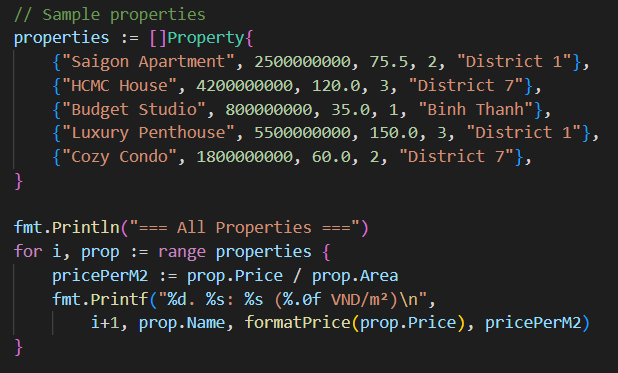 // Sample properties
properties := []Property{
    {"Saigon Apartment", 2500000000, 75.5, 2, "District 1"},
    {"HCMC House", 4200000000, 120.0, 3, "District 7"},
    {"Budget Studio", 800000000, 35.0, 1, "Binh Thanh"},
    {"Luxury Penthouse", 5500000000, 150.0, 3, "District 1"},
    {"Cozy Condo", 1800000000, 60.0, 2, "District 7"},
}

fmt.Println("=== All Properties ===")
for i, prop := range properties {
    pricePerM2 := prop.Price / prop.Area
    fmt.Printf("%d. %s: %s (%.0f VND/m²)\n",
        i+1, prop.Name, formatPrice(prop.Price), pricePerM2)
}